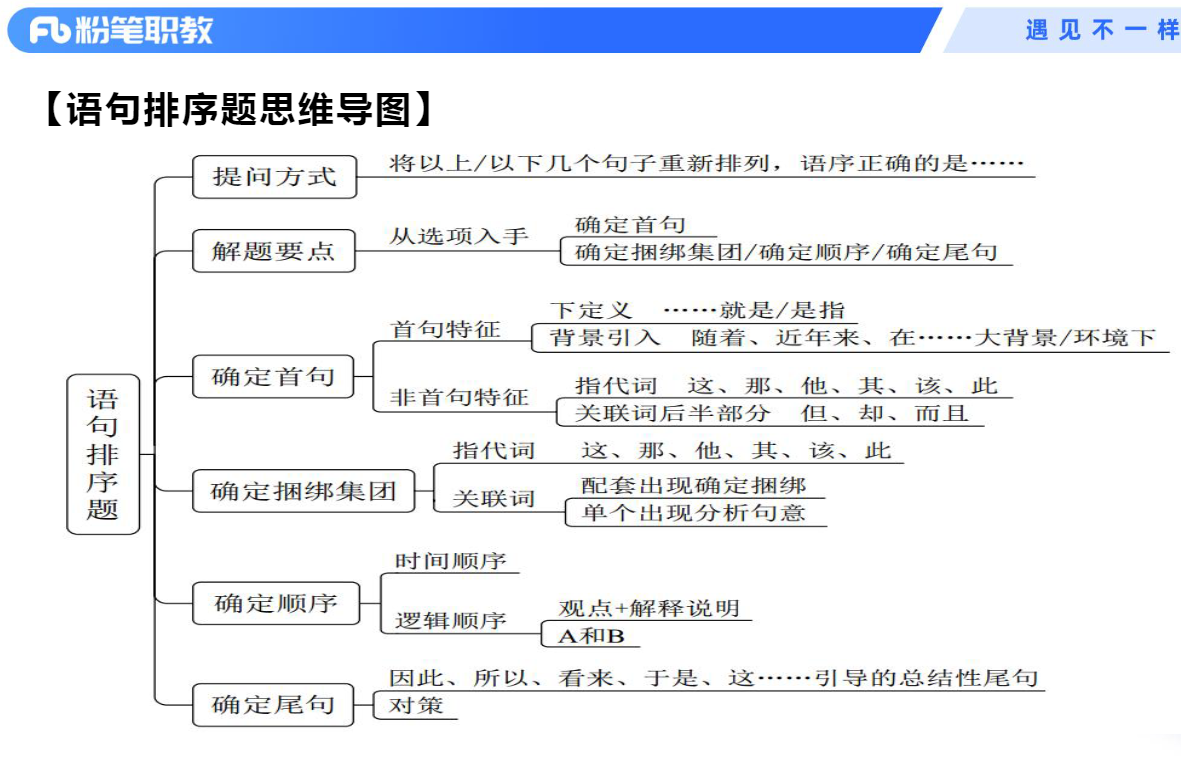 粉笔职教
遇见不一样
【语句排序题思维导图】
语句排序题
提问方式
将以上/以下几个句子重新排列，语序正确的是……
解题要点
从选项入手
确定首句
确定捆绑集团/确定顺序/确定尾句
确定首句
首句特征
下定义 ……就是/是指
背景引入 随着、近年来、在……大背景/环境下
非首句特征
指代词 这、那、他、其、该、此
关联词后半部分 但、却、而且
确定捆绑集团
指代词 这、那、他、其、该、此
关联词
配套出现确定捆绑
单个出现分析句意
确定顺序
时间顺序
逻辑顺序
观点+解释说明
A和B
确定尾句
因此、所以、看来、于是、这……引导的总结性尾句
对策